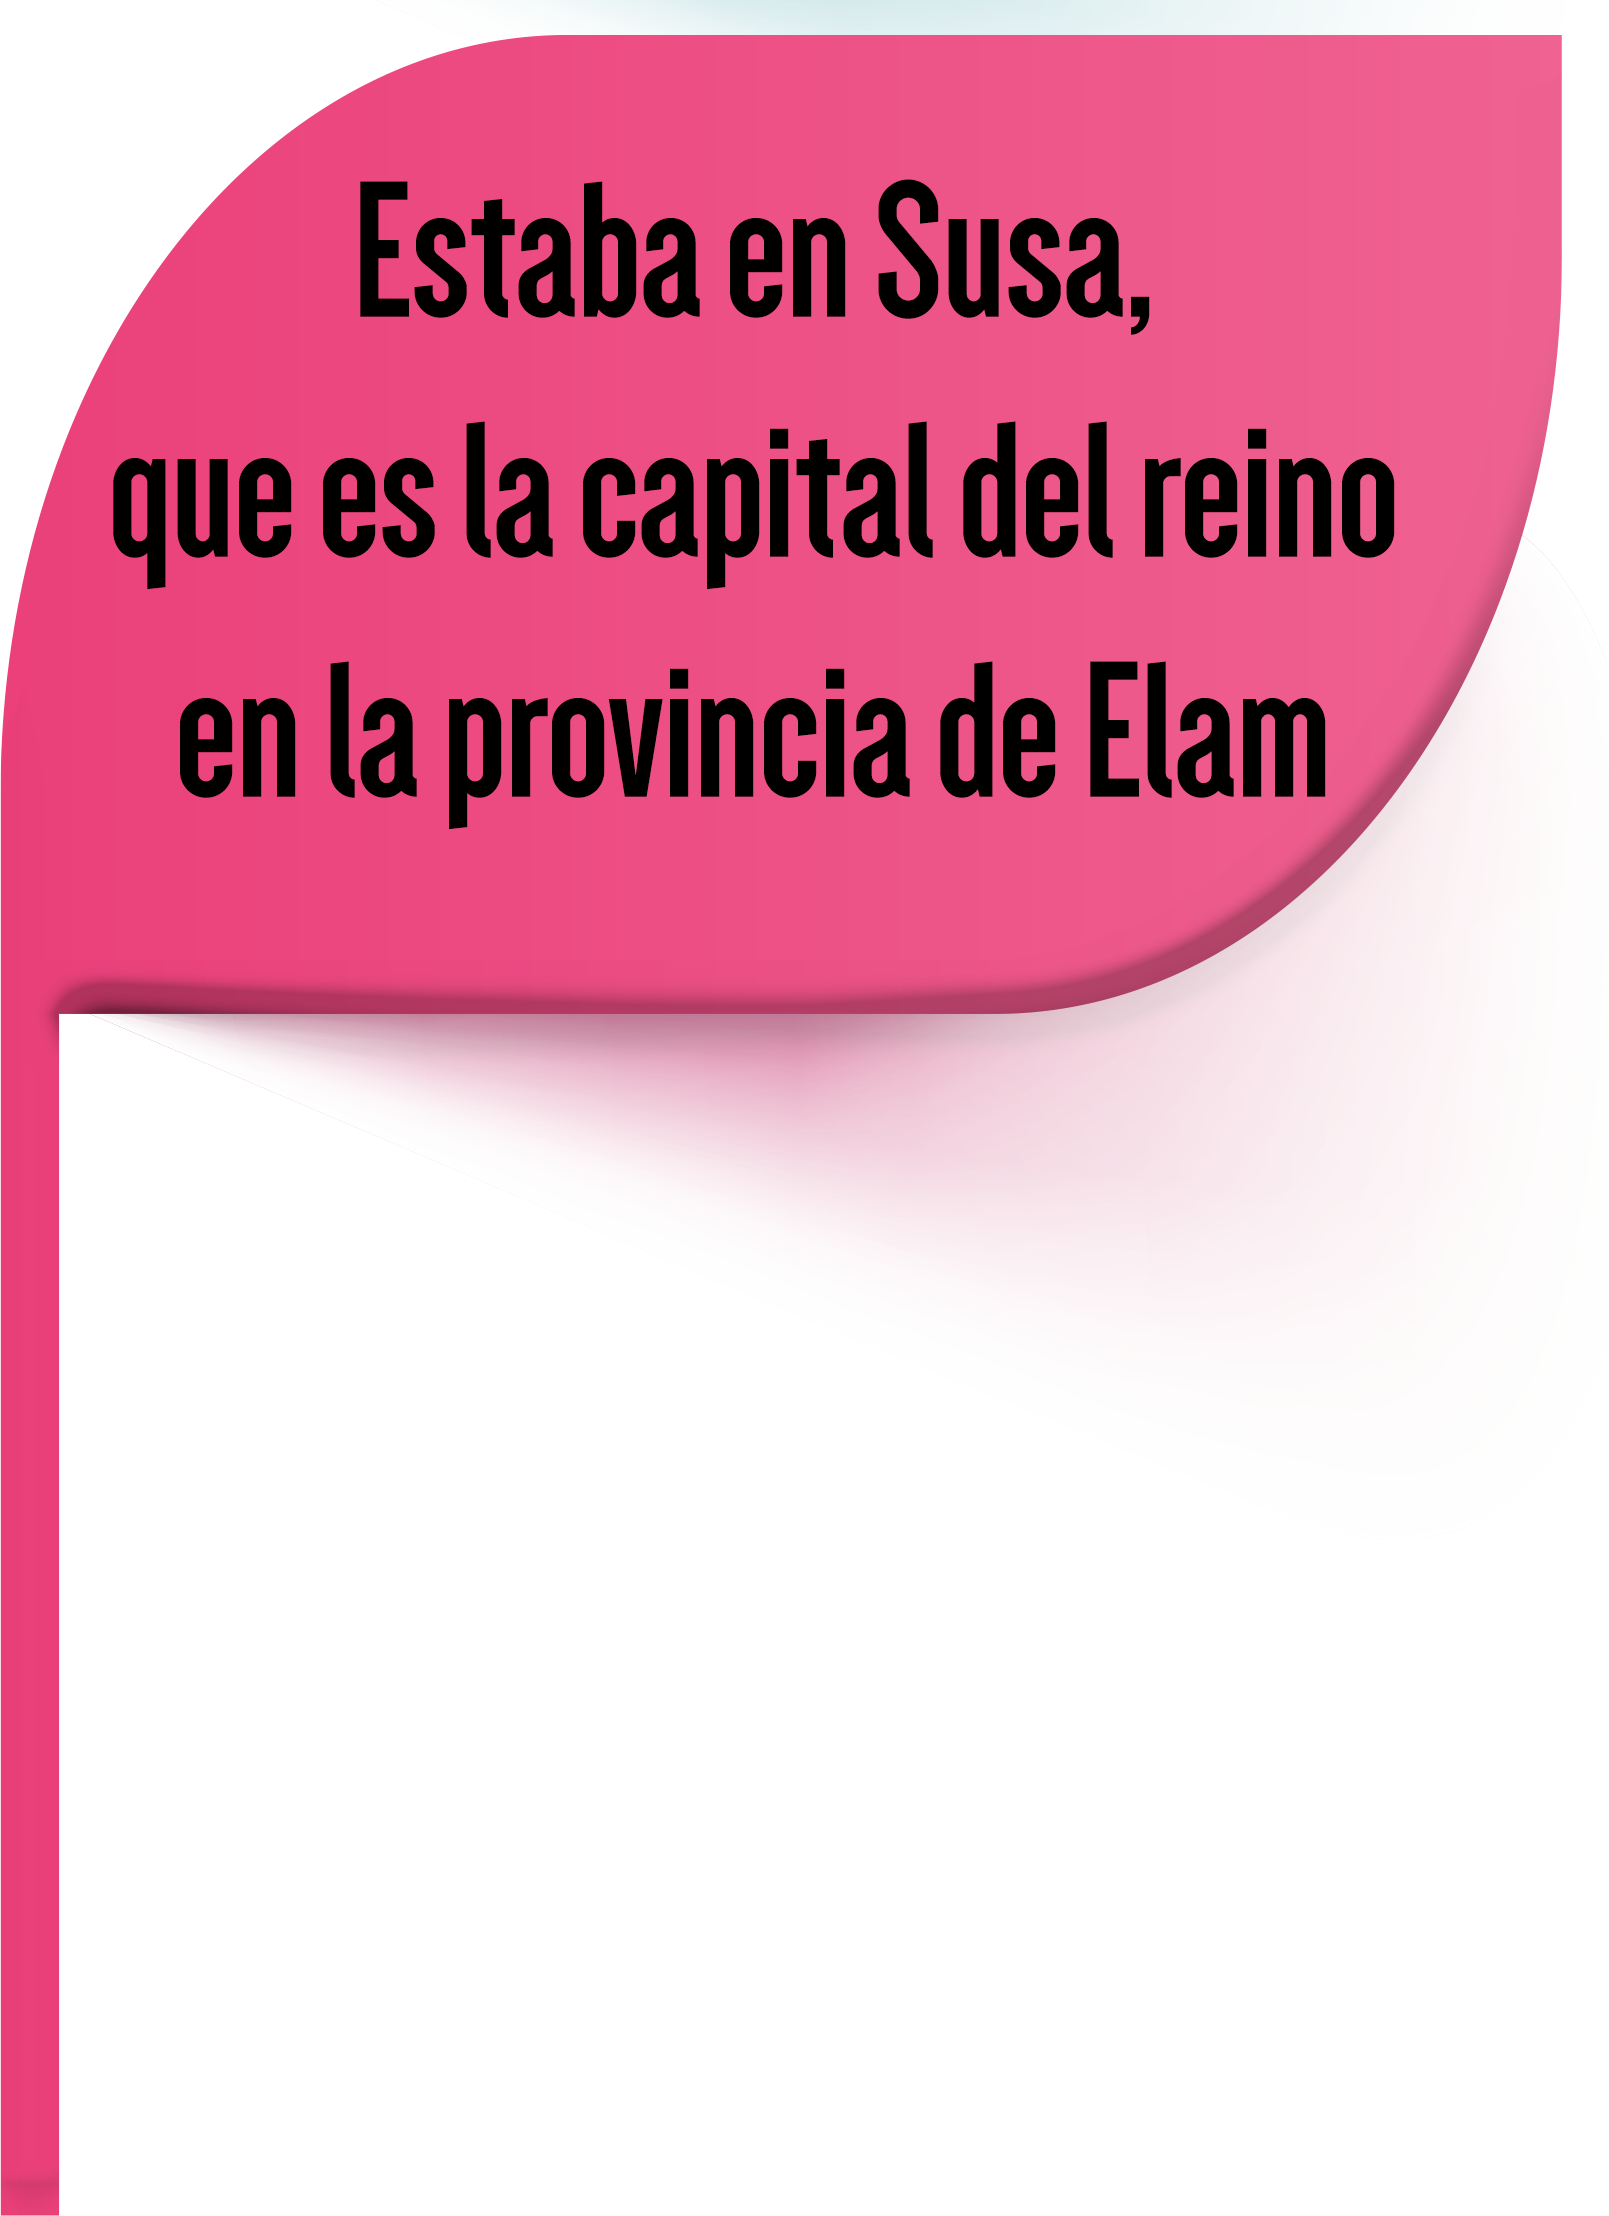 Estaba en Susa,
que es la capital del reino
en la provincia de Elam